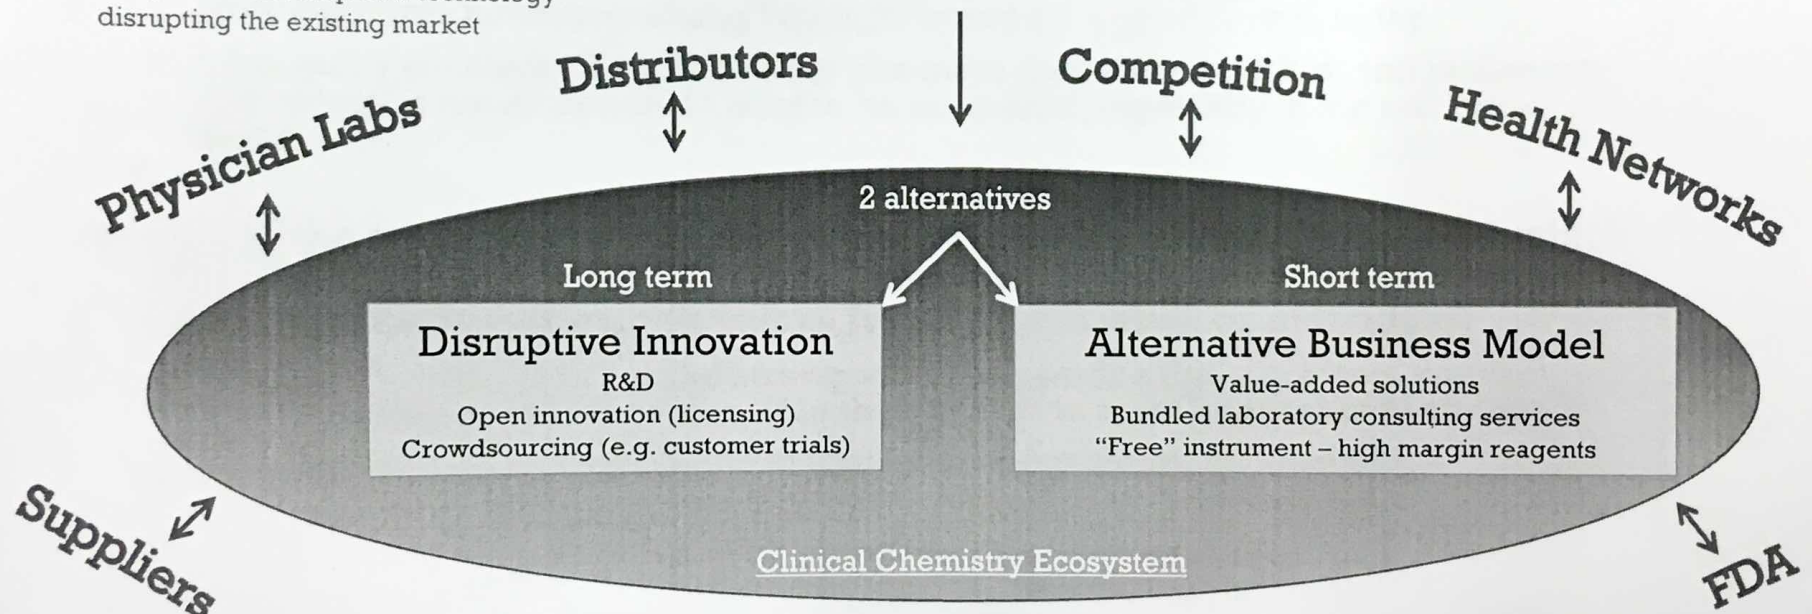 disrupting the existing market
Distributors
Competition
Physician Labs
Health Networks
2 alternatives
Long term
Short term
Disruptive Innovation
R&D
Open innovation (licensing)
Crowdsourcing (e.g. customer trials)
Alternative Business Model
Value-added solutions
Bundled laboratory consulting services
“Free” instrument – high margin reagents
Suppliers
Clinical Chemistry Ecosystem
FDA